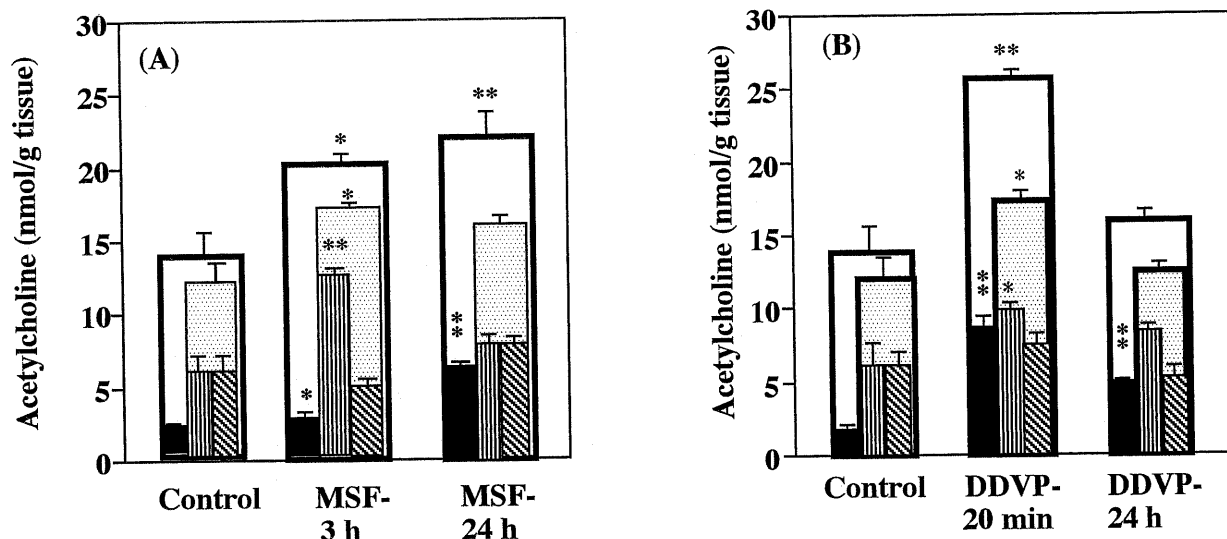 (A)
Acetylcholine (nmol/g tissue)
30
25
20
15
10
5
0
*
*
**
*
**
**
Control
MSF-
3 h
MSF-
24 h
(B)
Acetylcholine (nmol/g tissue)
30
25
20
15
10
5
0
**
*
**
*
**
Control
DDVP-
20 min
DDVP-
24 h